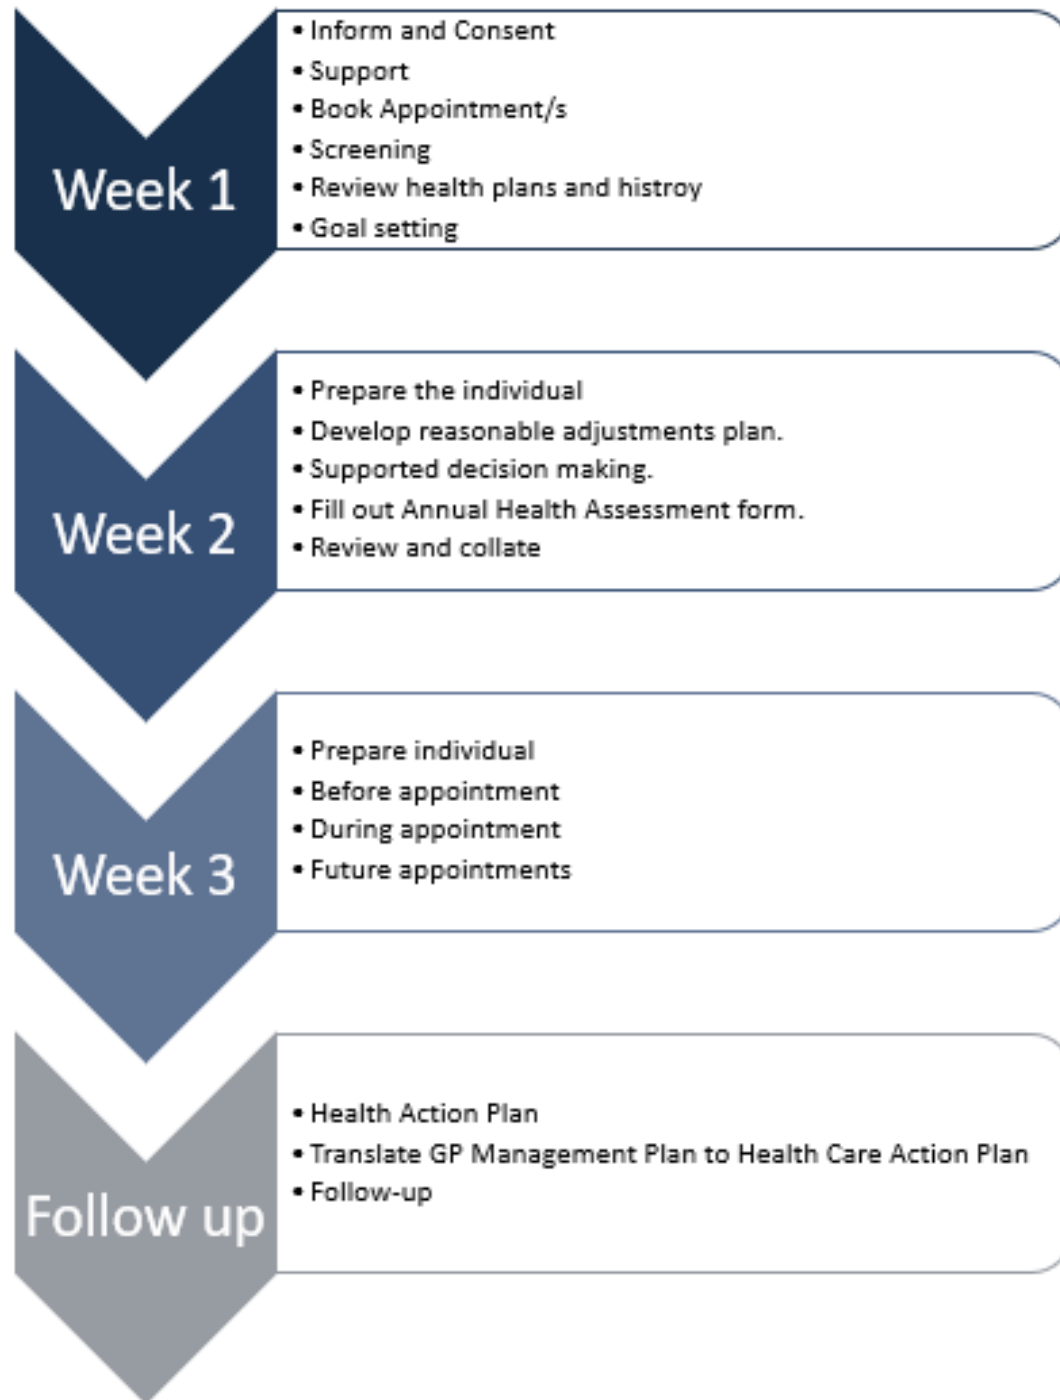 Week 1
• Inform and Consent
• Support
• Book Appointment/s
• Screening
• Review health plans and histroy
• Goal setting
Week 2
• Prepare the individual
• Develop reasonable adjustments plan.
• Supported decision making.
• Fill out Annual Health Assessment form.
• Review and collate
Week 3
• Prepare individual
• Before appointment
• During appointment
• Future appointments
Follow up
• Health Action Plan
• Translate GP Management Plan to Health Care Action Plan
• Follow-up